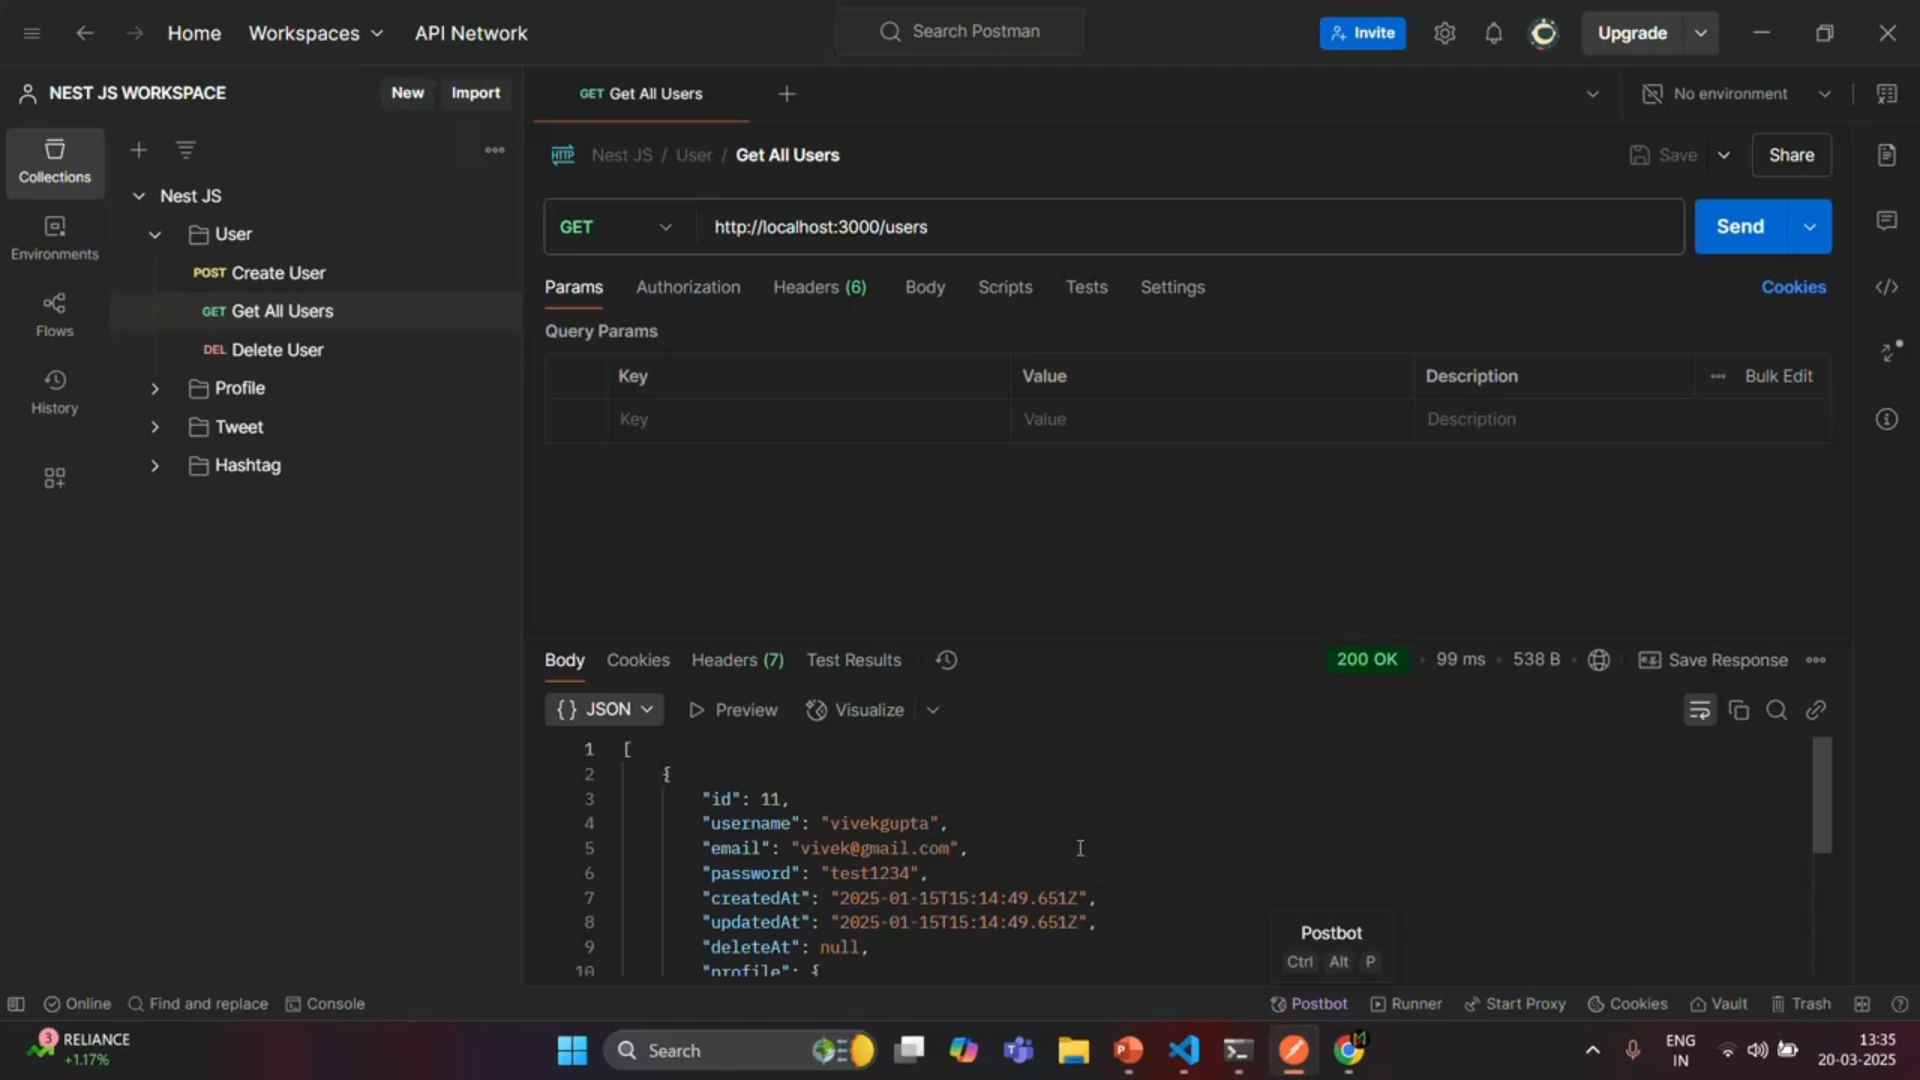 Home Workspaces API Network Search Postman Invite Upgrade
NEST JS WORKSPACE New Import GET Get All Users No environment
Collections
Environments
Flows
History
Nest JS
User
POST Create User
GET Get All Users
DEL Delete User
Profile
Tweet
Hashtag
HTTP Nest JS / User / Get All Users Save Share
GET http://localhost:3000/users Send
Params Authorization Headers (6) Body Scripts Tests Settings Cookies
Query Params
Key Value Description Bulk Edit
Key Value Description
Body Cookies Headers (7) Test Results 200 OK 99 ms 538 B e.g. Save Response
{} JSON Preview Visualize
1 [
2 {
3 "id": 11,
4 "username": "vivekgupta",
5 "email": "vivek@gmail.com",
6 "password": "test1234",
7 "createdAt": "2025-01-15T15:14:49.651Z",
8 "updatedAt": "2025-01-15T15:14:49.651Z",
9 "deleteAt": null,
10 "profile": {
Postbot
Ctrl Alt P
Online Find and replace Console Postbot Runner Start Proxy Cookies Vault Trash
3 RELIANCE
+1.17%
Search
ENG
IN
13:35
20-03-2025